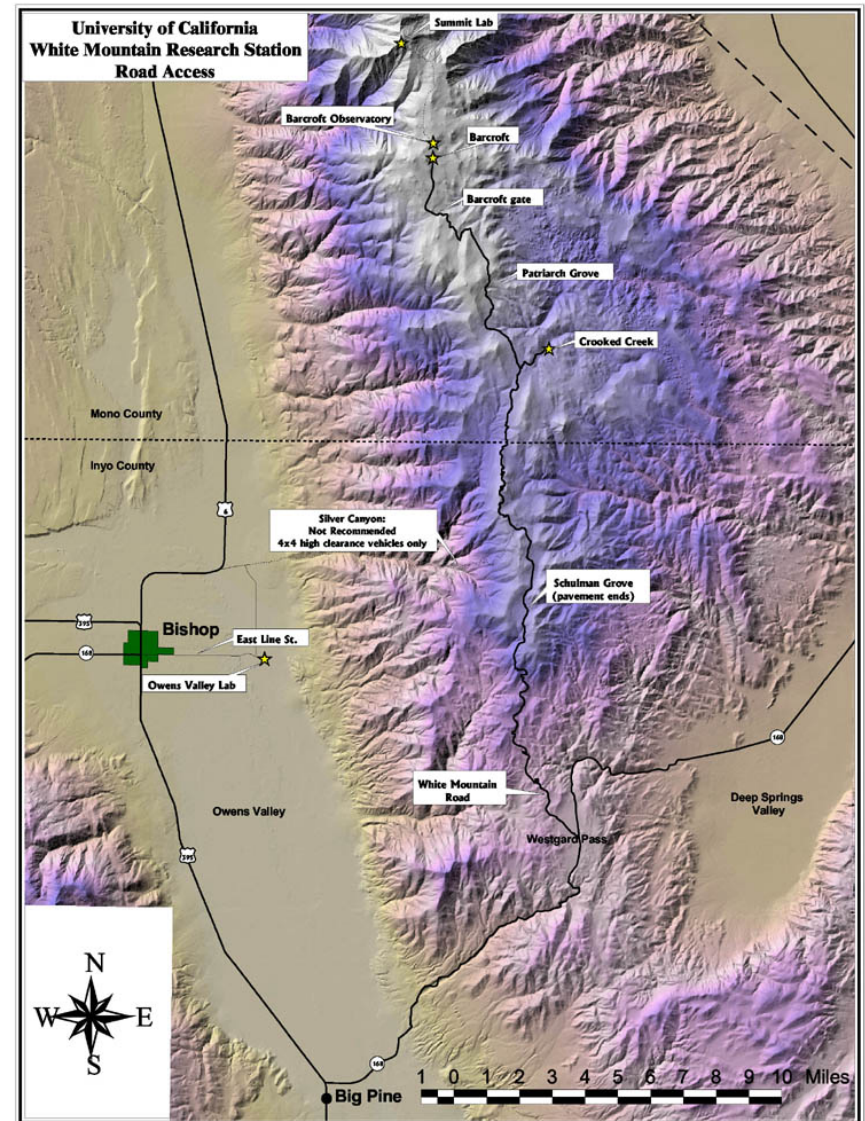 University of California
White Mountain Research Station
Road Access
Summit Lab
Barcroft Observatory
Barcroft
Barcroft gate
Patriarch Grove
Crooked Creek
Mono County
Inyo County
6
Silver Canyon:
Not Recommended
4x4 high clearance vehicles only
Schulman Grove
(pavement ends)
395
Bishop
East Line St.
168
Owens Valley Lab
168
White Mountain
Road
Deep Springs
Valley
Owens Valley
Westgard Pass
395
N
W E
S
168
1 0 1 2 3 4 5 6 7 8 9 10 Miles
Big Pine